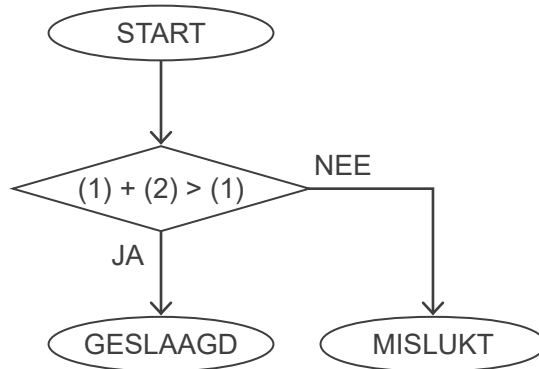 START
(1) + (2) > (1)
NEE
JA
GESLAAGD
MISLUKT